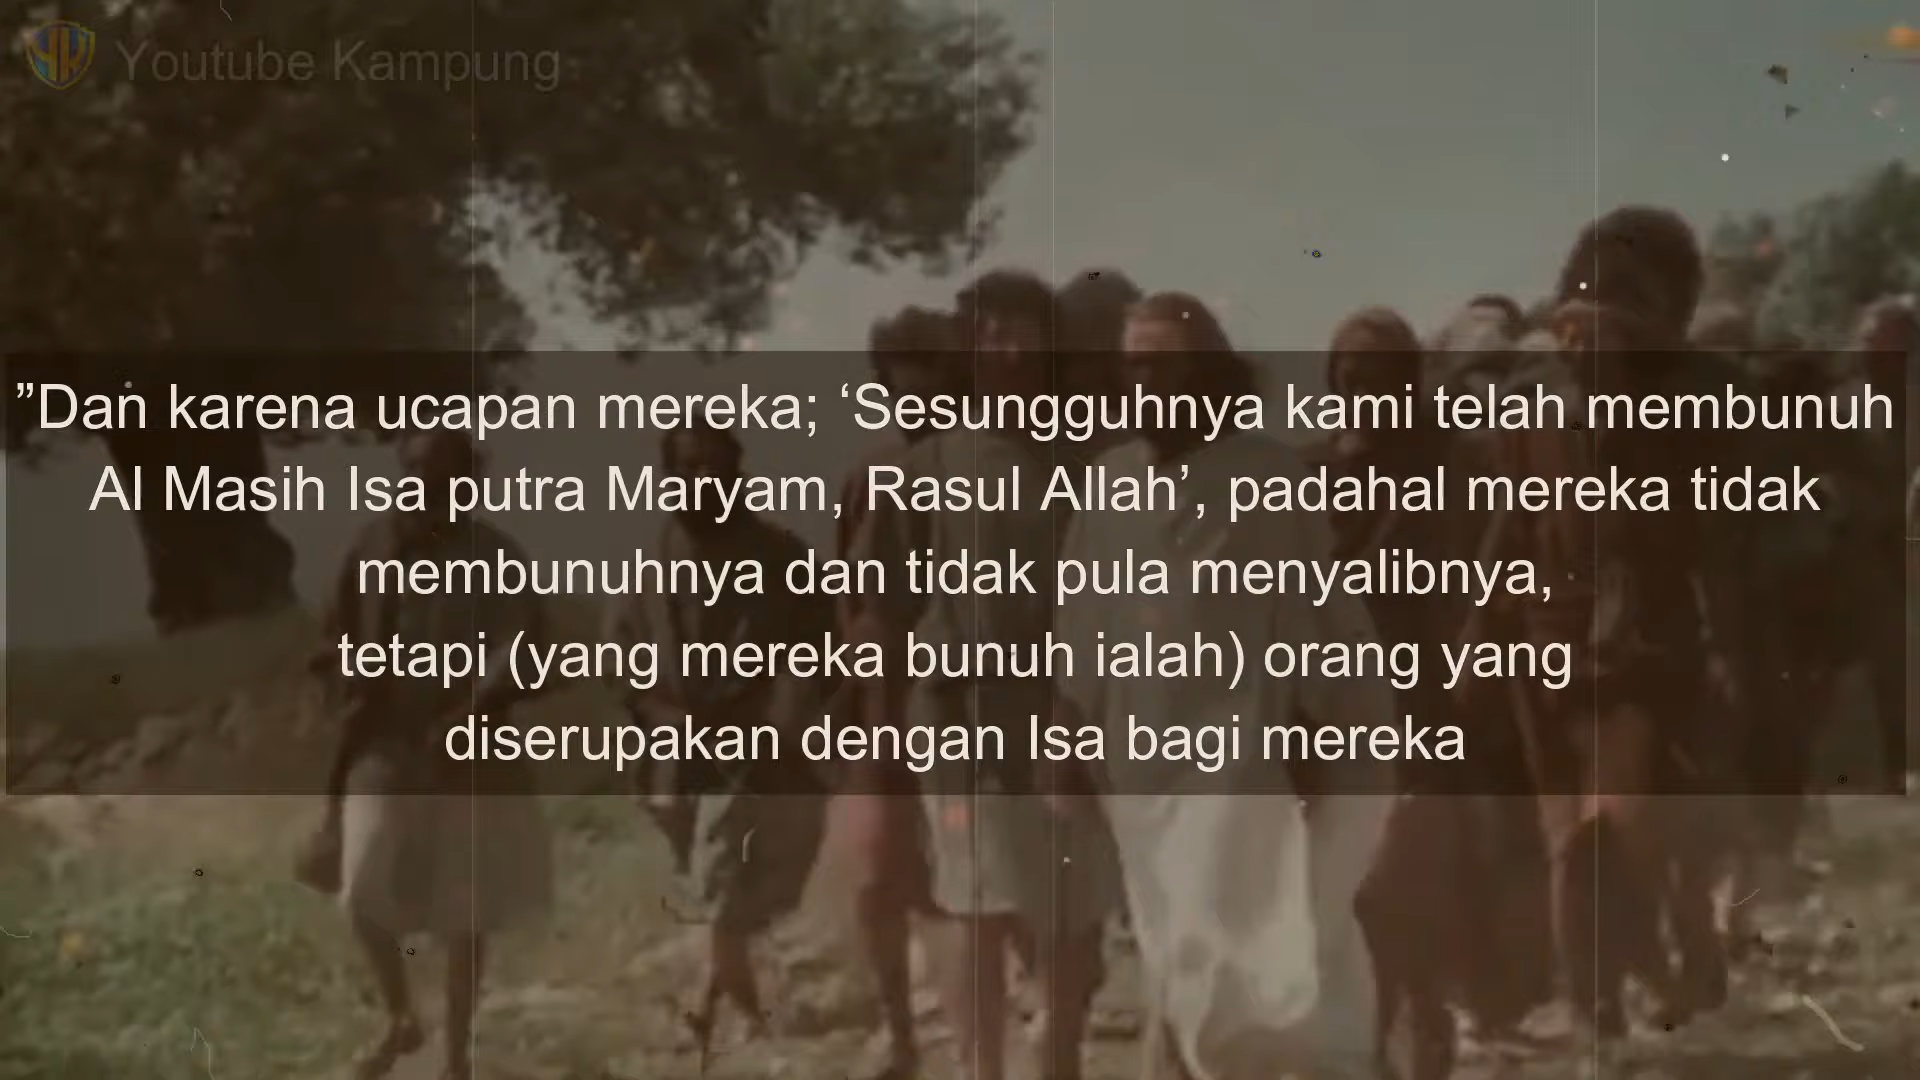 Youtube Kampung
”Dan karena ucapan mereka; ‘Sesungguhnya kami telah membunuh
Al Masih Isa putra Maryam, Rasul Allah’, padahal mereka tidak
membunuhnya dan tidak pula menyalibnya,
tetapi (yang mereka bunuh ialah) orang yang
diserupakan dengan Isa bagi mereka